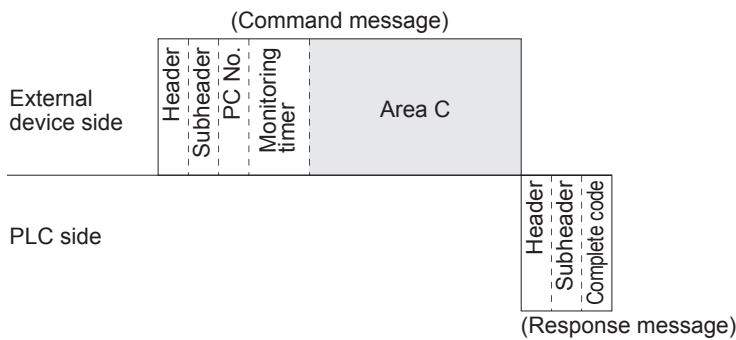 (Command message)
External
device side
Header
Subheader
PC No.
Monitoring
timer
Area C
PLC side
Header
Subheader
Complete code
(Response message)